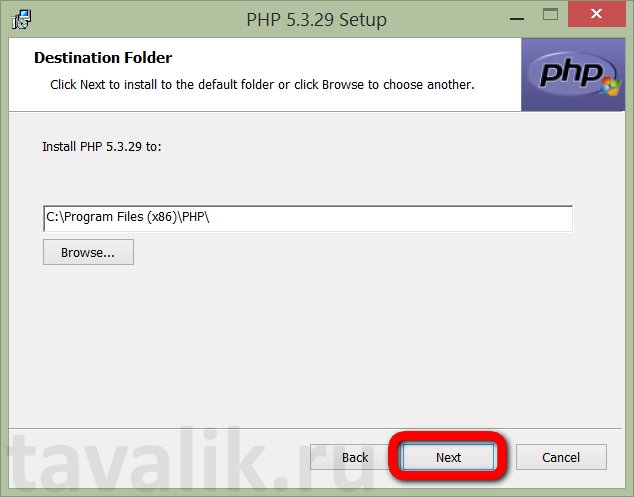 PHP 5.3.29 Setup
Destination Folder
Click Next to install to the default folder or click Browse to choose another.
php
Install PHP 5.3.29 to:
C:\Program Files (x86)\PHP\
Browse...
Back
Next
Cancel
tavalik.ru